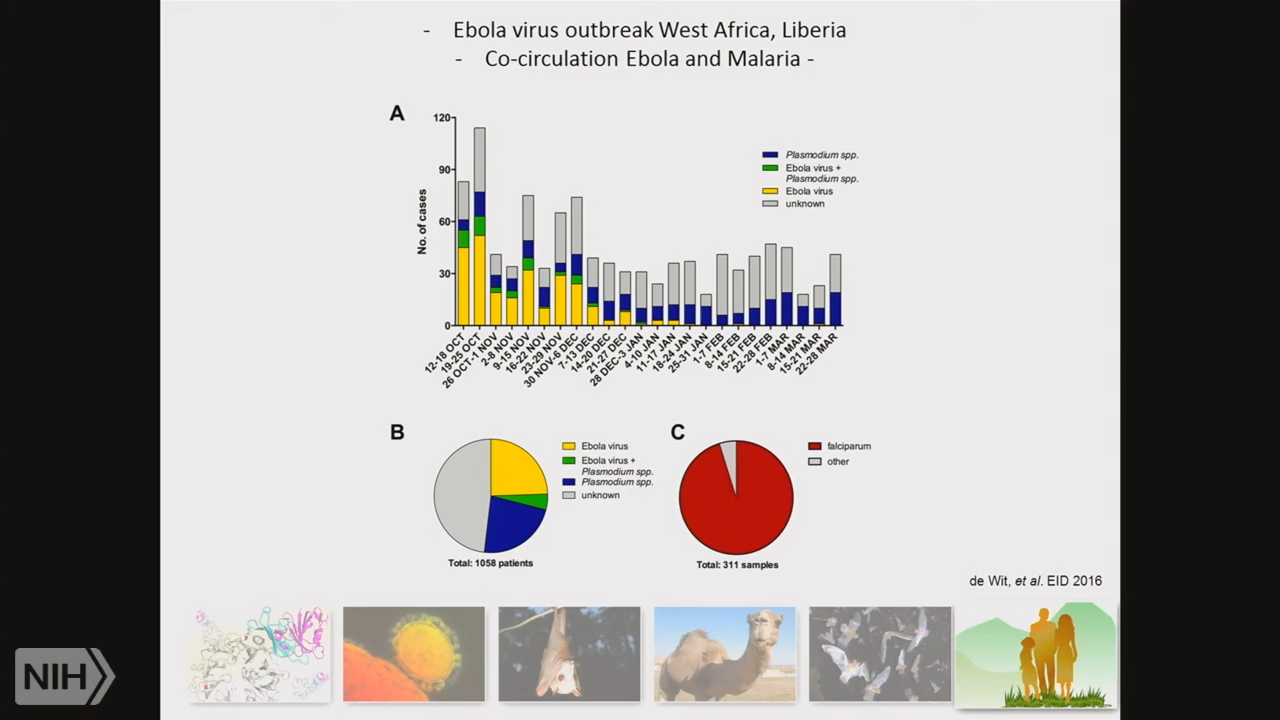 - Ebola virus outbreak West Africa, Liberia
- Co-circulation Ebola and Malaria -
A
120
90
60
30
0
No. of cases
Plasmodium spp.
Ebola virus +
Plasmodium spp.
Ebola virus
unknown
12-18 OCT
19-25 OCT
26 OCT-1 NOV
2-8 NOV
9-15 NOV
16-22 NOV
23-29 NOV
30 NOV-6 DEC
7-13 DEC
14-20 DEC
21-27 DEC
28 DEC-3 JAN
4-10 JAN
11-17 JAN
18-24 JAN
25-31 JAN
1-7 FEB
8-14 FEB
15-21 FEB
22-28 FEB
1-7 MAR
8-14 MAR
15-21 MAR
22-28 MAR
B
Ebola virus
Ebola virus +
Plasmodium spp.
Plasmodium spp.
unknown
Total: 1058 patients
C
falciparum
other
Total: 311 samples
de Wit, et al. EID 2016
NIH